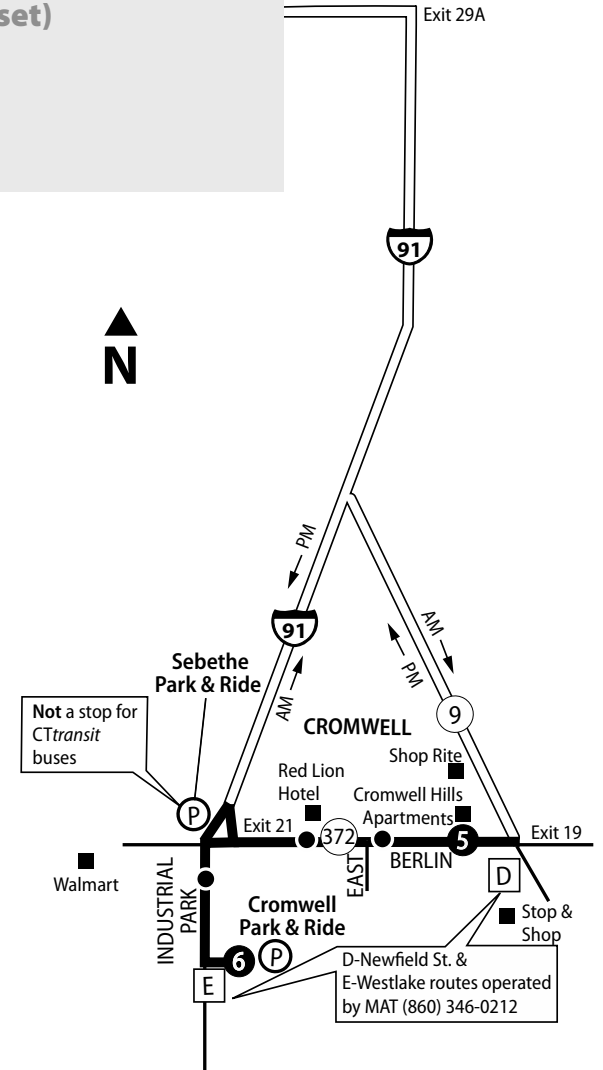 set)
Exit 29A
91
N
PM
91
AM
AM
PM
9
Sebethe
Park & Ride
Not a stop for
CTtransit
buses
CROMWELL
Shop Rite
Red Lion
Hotel
Cromwell Hills
Apartments
P
Exit 21
372
5
Exit 19
EAST
BERLIN
Walmart
INDUSTRIAL
PARK
D
Cromwell
Park & Ride
Stop &
Shop
6
P
E
D-Newfield St. &
E-Westlake routes operated
by MAT (860) 346-0212